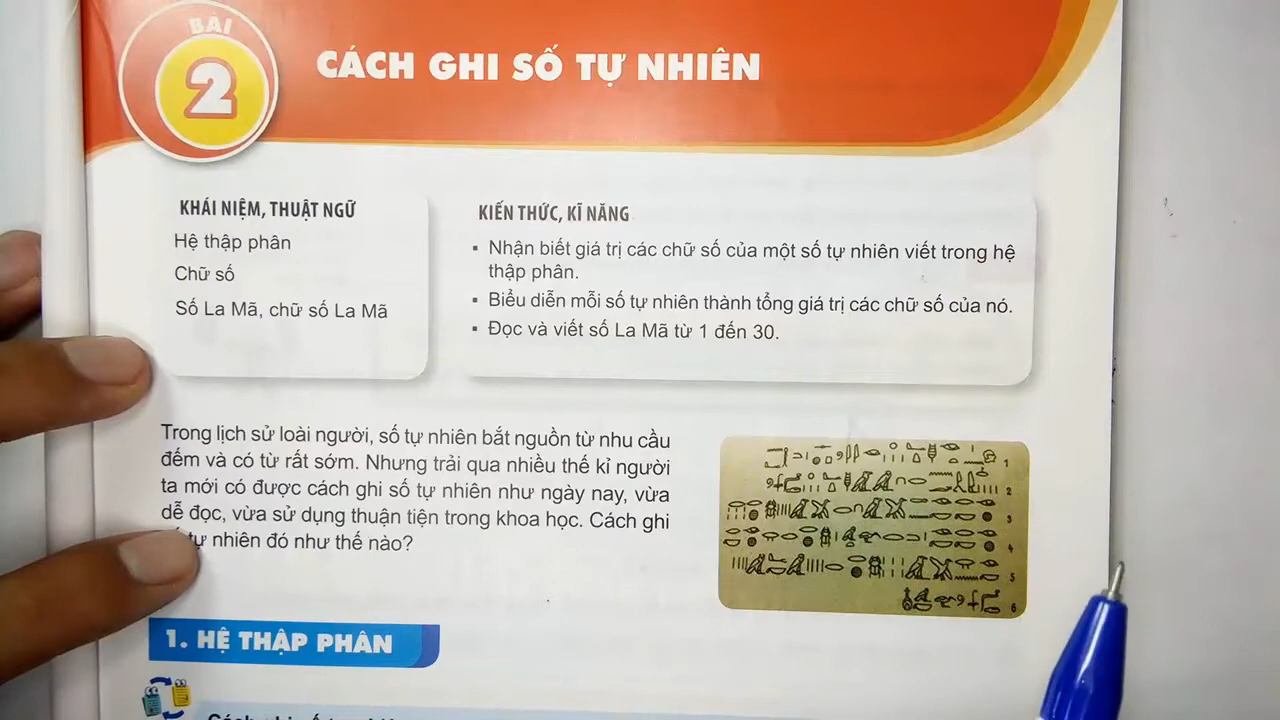 BÀI
2
CÁCH GHI SỐ TỰ NHIÊN
KHÁI NIỆM, THUẬT NGỮ
Hệ thập phân
Chữ số
Số La Mã, chữ số La Mã
KIẾN THỨC, KĨ NĂNG
▪ Nhận biết giá trị các chữ số của một số tự nhiên viết trong hệ
thập phân.
▪ Biểu diễn mỗi số tự nhiên thành tổng giá trị các chữ số của nó.
▪ Đọc và viết số La Mã từ 1 đến 30.
Trong lịch sử loài người, số tự nhiên bắt nguồn từ nhu cầu
đếm và có từ rất sớm. Nhưng trải qua nhiều thế kỉ người
ta mới có được cách ghi số tự nhiên như ngày nay, vừa
dễ đọc, vừa sử dụng thuận tiện trong khoa học. Cách ghi
tự nhiên đó như thế nào?
1
2
3
4
5
6
1. HỆ THẬP PHÂN